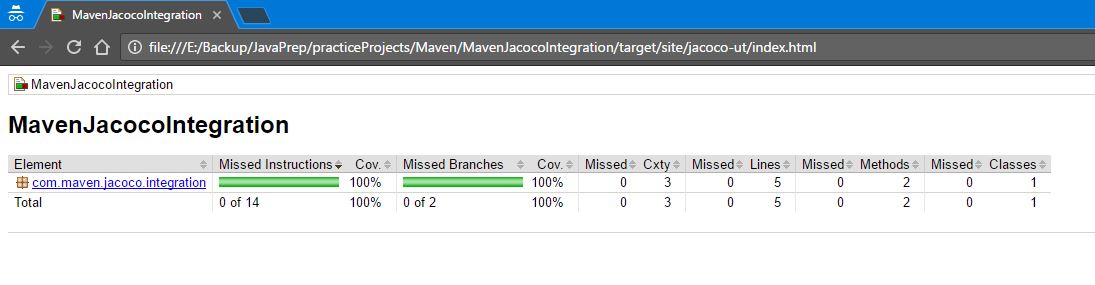 MavenJacocoIntegration
file:///E:/Backup/JavaPrep/practiceProjects/Maven/MavenJacocoIntegration/target/site/jacoco-ut/index.html
MavenJacocoIntegration
MavenJacocoIntegration
Element Missed Instructions Cov. Missed Branches Cov. Missed Cxty Missed Lines Missed Methods Missed Classes
com.maven.jacoco.integration 100% 100% 0 3 0 5 0 2 0 1
Total 0 of 14 100% 0 of 2 100% 0 3 0 5 0 2 0 1